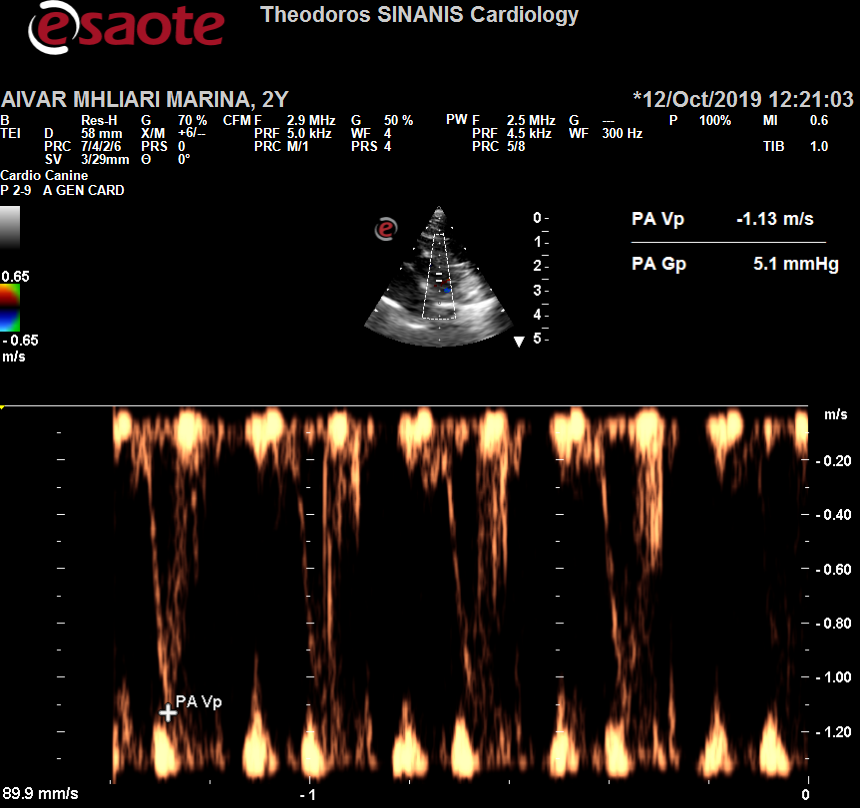 esaote
Theodoros SINANIS Cardiology
AIVAR MHLIARI MARINA, 2Y *12/Oct/2019 12:21:03
B Res-H G 70 % CFM F 2.9 MHz G 50 % PW F 2.5 MHz G --- P 100% MI 0.6
TEI D 58 mm X/M +6/-- PRF 5.0 kHz WF 4 PRF 4.5 kHz WF 300 Hz
PRC 7/4/2/6 PRS 0 PRC M/1 PRS 4 PRC 5/8 TIB 1.0
SV 3/29mm Θ 0°
Cardio Canine
P 2-9 A GEN CARD
e
0
1
2
3
4
5
PA Vp -1.13 m/s
PA Gp 5.1 mmHg
0.65
- 0.65
m/s
m/s
- 0.20
- 0.40
- 0.60
- 0.80
- 1.00
- 1.20
PA Vp
89.9 mm/s -1 0